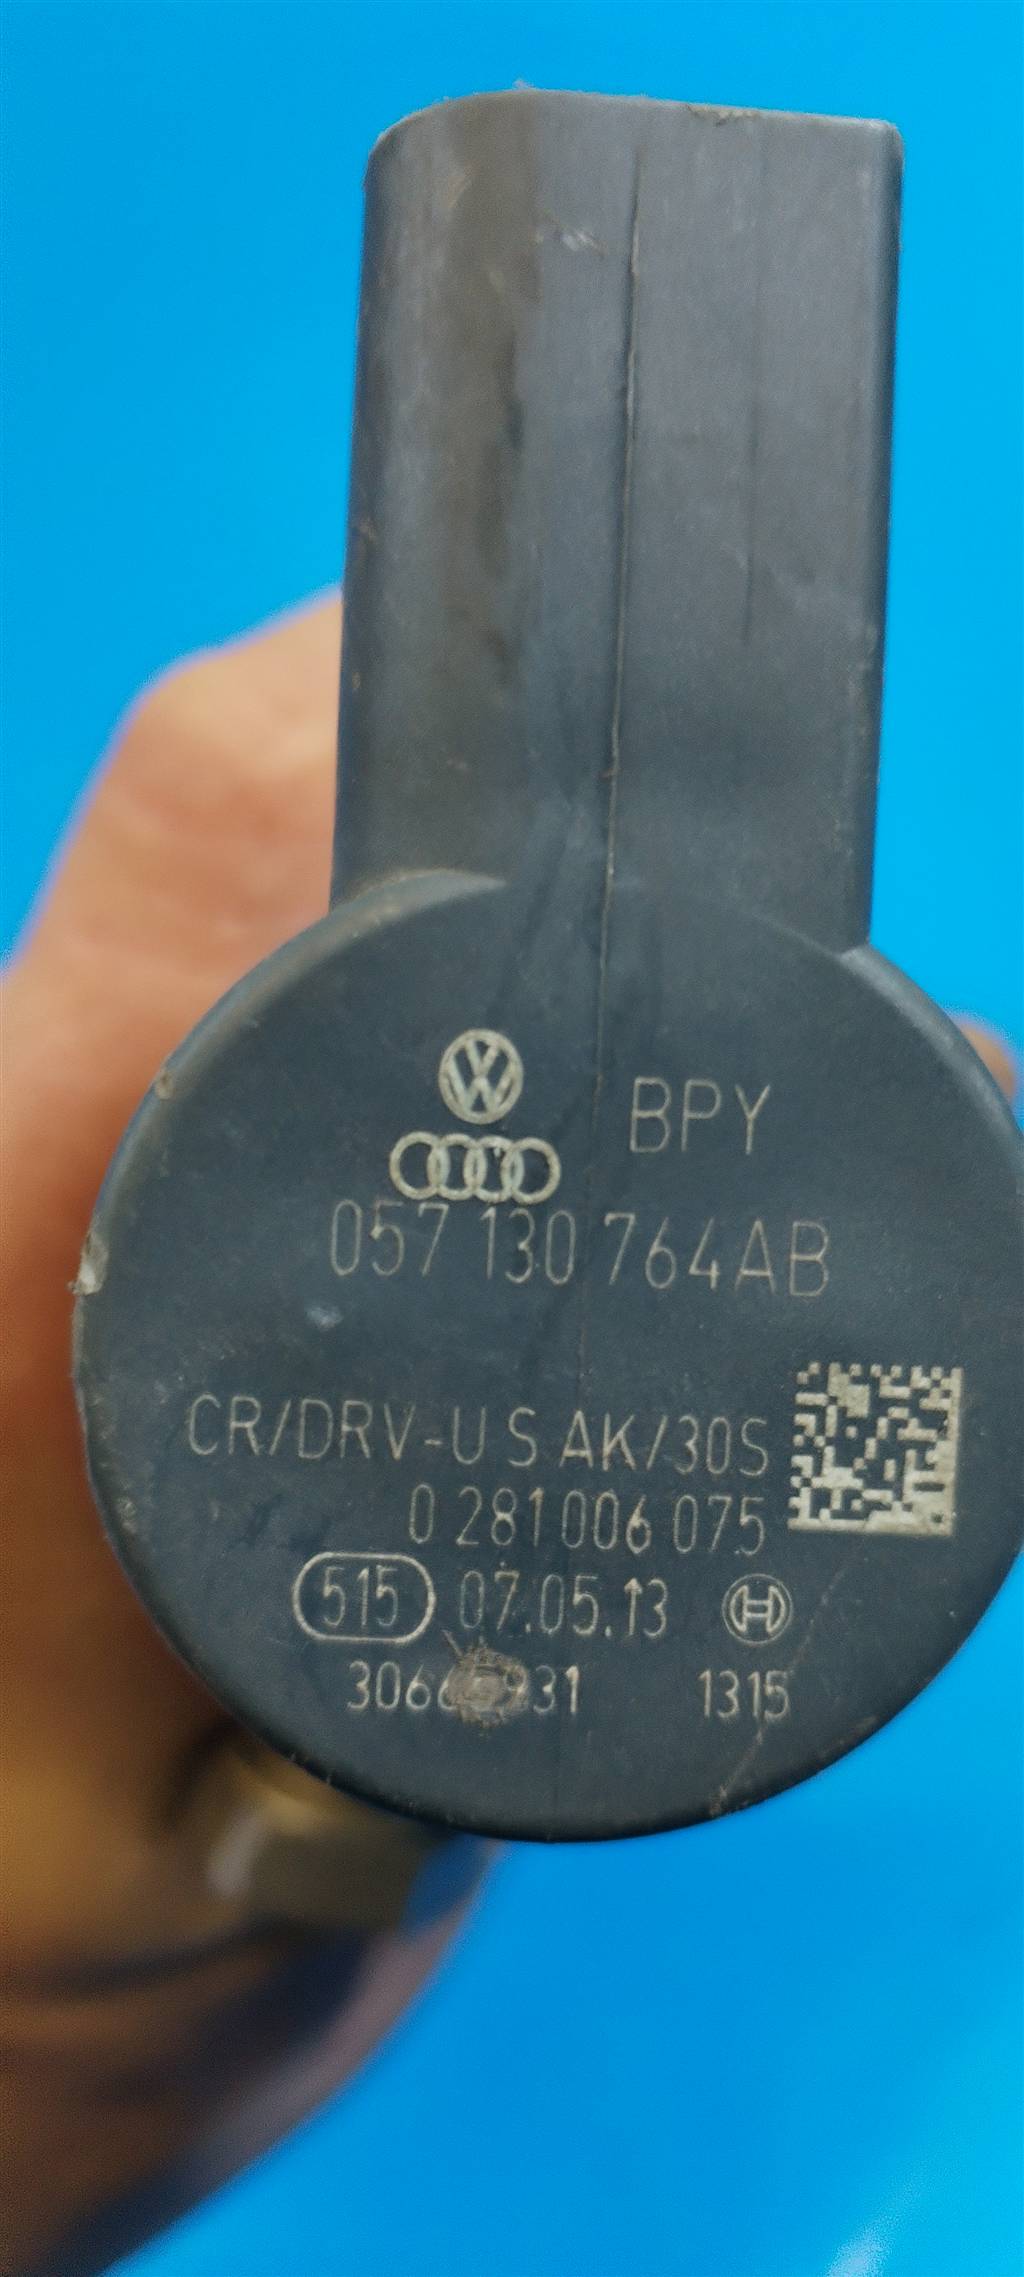 BPY
057 130 764AB
CR/DRV-U S AK/30S
0 281 006 075
515 07.05.13
1315